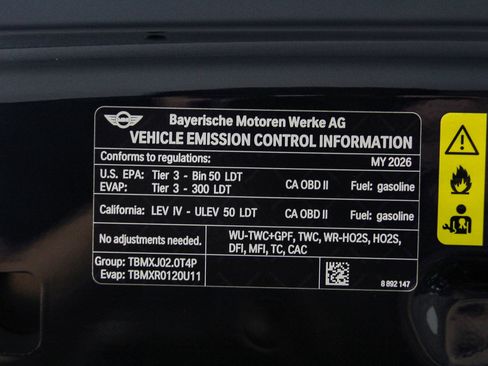 MINI
Bayerische Motoren Werke AG
VEHICLE EMISSION CONTROL INFORMATION
Conforms to regulations: MY 2026
U.S. EPA: Tier 3 - Bin 50 LDT CA OBD II Fuel: gasoline
EVAP: Tier 3 - 300 LDT
California: LEV IV - ULEV 50 LDT CA OBD II Fuel: gasoline
No adjustments needed. WU-TWC+GPF, TWC, WR-HO2S, HO2S,
DFI, MFI, TC, CAC
Group: TBMXJ02.0T4P
Evap: TBMXR0120U11
8 892 147